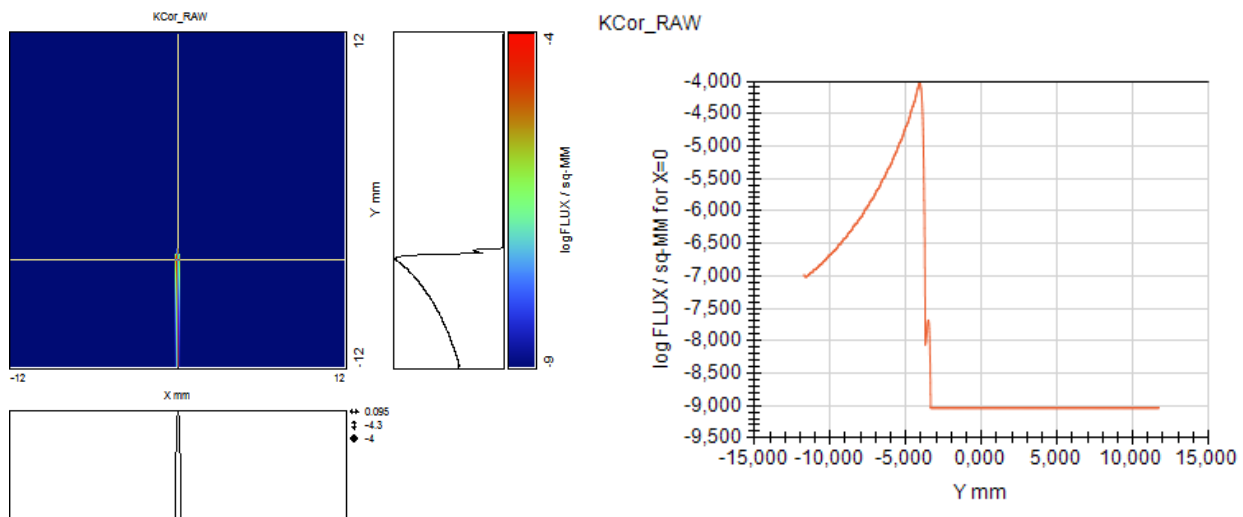 KCor_RAW
12
Y mm
-12
-12
12
X mm
-4
logFLUX / sq-MM
-9
0.095
-4.3
-4
KCor_RAW
-4,000
-4,500
-5,000
-5,500
-6,000
-6,500
-7,000
-7,500
-8,000
-8,500
-9,000
-9,500
log FLUX / sq-MM for X=0
-15,000 -10,000 -5,000 0,000 5,000 10,000 15,000
Y mm